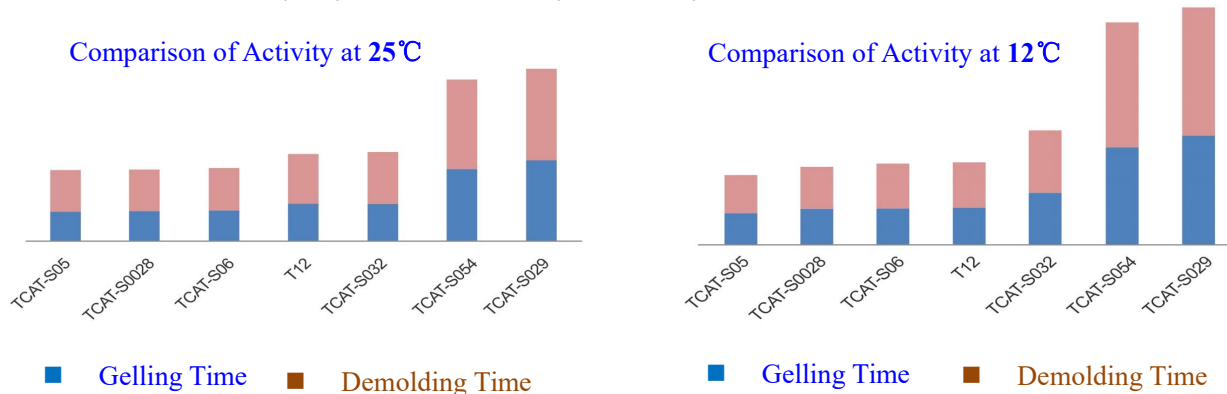 Comparison of Activity at 25℃
TCAT-S05
TCAT-S0028
TCAT-S06
T12
TCAT-S032
TCAT-S054
TCAT-S029
Gelling Time
Demolding Time
Comparison of Activity at 12℃
TCAT-S05
TCAT-S0028
TCAT-S06
T12
TCAT-S032
TCAT-S054
TCAT-S029
Gelling Time
Demolding Time